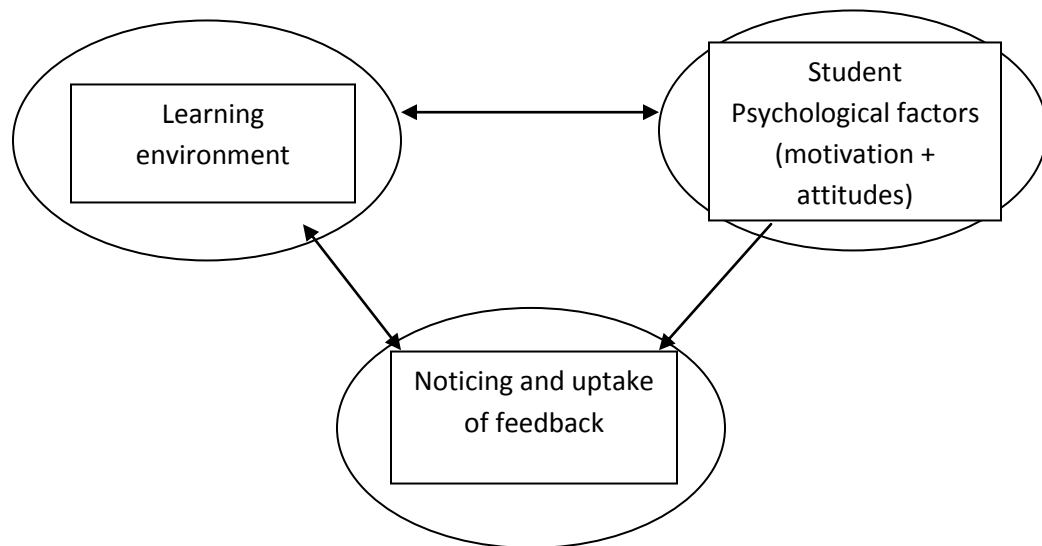 Learning
environment
Student
Psychological factors
(motivation +
attitudes)
Noticing and uptake
of feedback